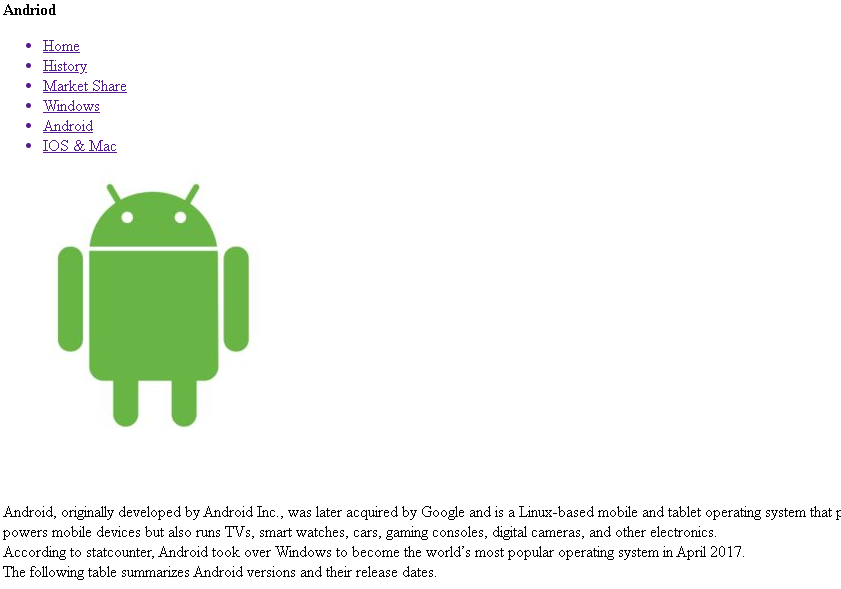 Andriod
Home
History
Market Share
Windows
Android
IOS & Mac
Android, originally developed by Android Inc., was later acquired by Google and is a Linux-based mobile and tablet operating system that
powers mobile devices but also runs TVs, smart watches, cars, gaming consoles, digital cameras, and other electronics.
According to statcounter, Android took over Windows to become the world’s most popular operating system in April 2017.
The following table summarizes Android versions and their release dates.